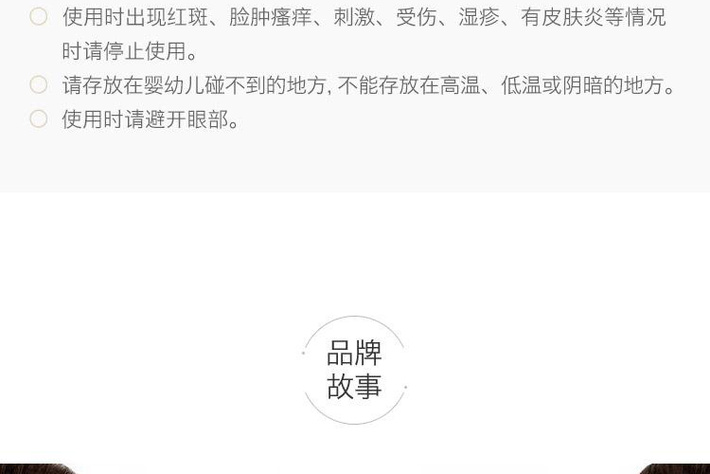 使用时出现红斑、脸肿瘙痒、刺激、受伤、湿疹、有皮肤炎等情况
时请停止使用。
请存放在婴幼儿碰不到的地方, 不能存放在高温、低温或阴暗的地方。
使用时请避开眼部。
品牌
故事